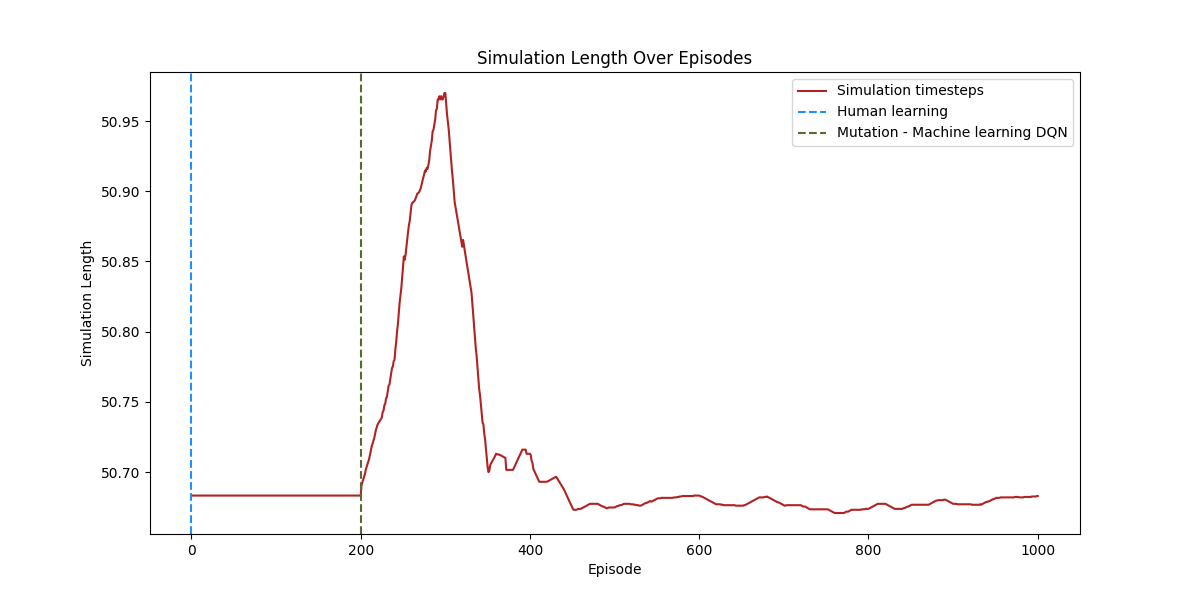 Simulation Length Over Episodes
Simulation timesteps
Human learning
Mutation - Machine learning DQN
Simulation Length
50.95
50.90
50.85
50.80
50.75
50.70
0 200 400 600 800 1000
Episode